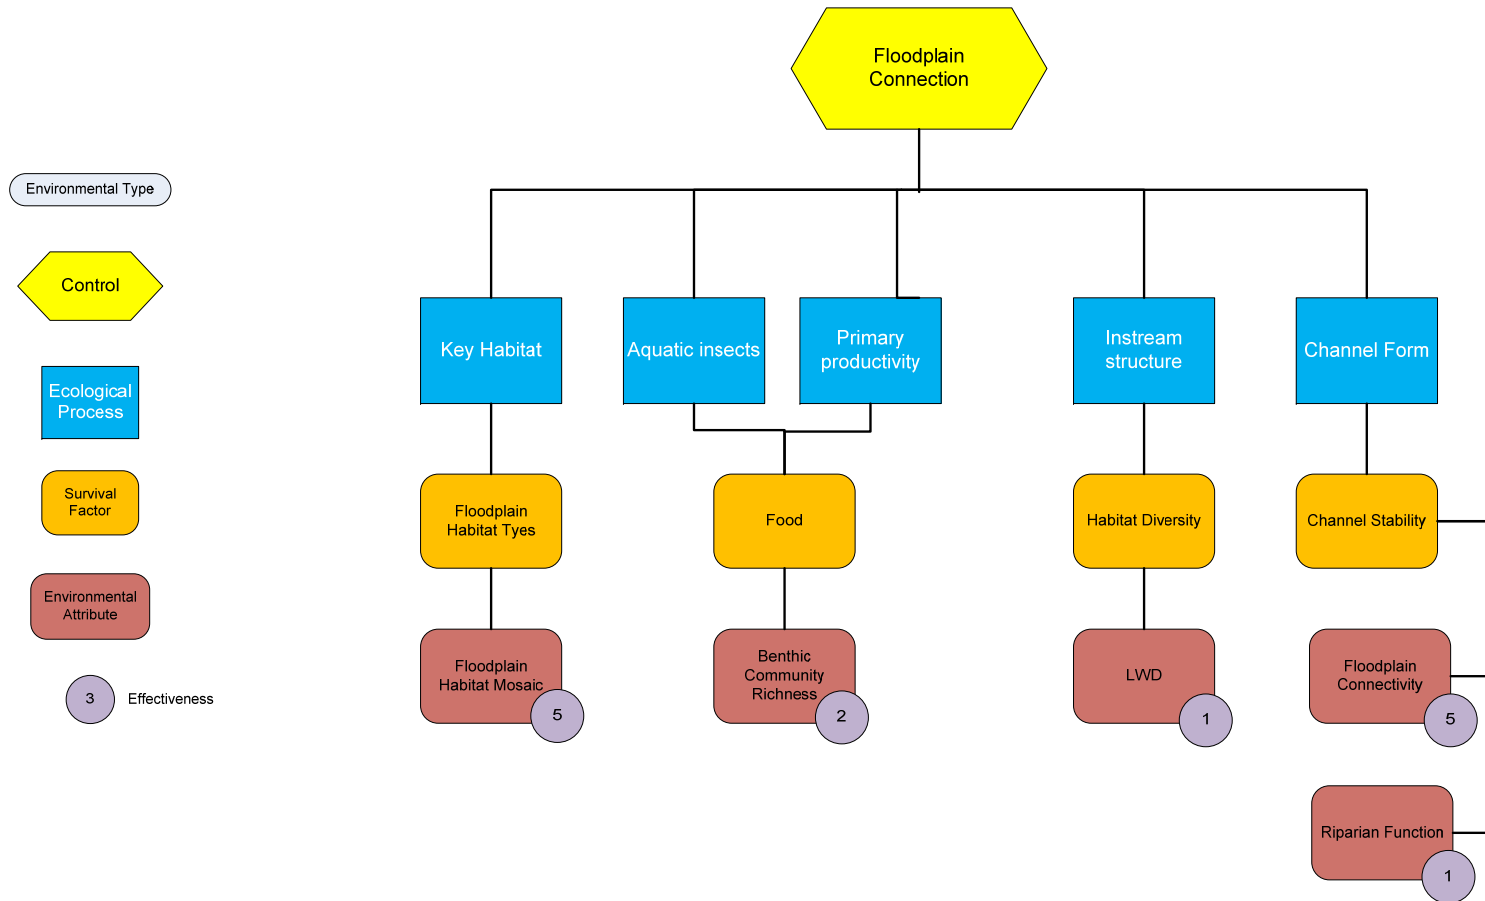 Floodplain
Connection
Environmental Type
Control
Ecological
Process
Survival
Factor
Environmental
Attribute
3
Effectiveness
Key Habitat
Aquatic insects
Primary
productivity
Instream
structure
Channel Form
Floodplain
Habitat Tyes
Food
Habitat Diversity
Channel Stability
Floodplain
Habitat Mosaic
5
Benthic
Community
Richness
2
LWD
1
Floodplain
Connectivity
5
Riparian Function
1